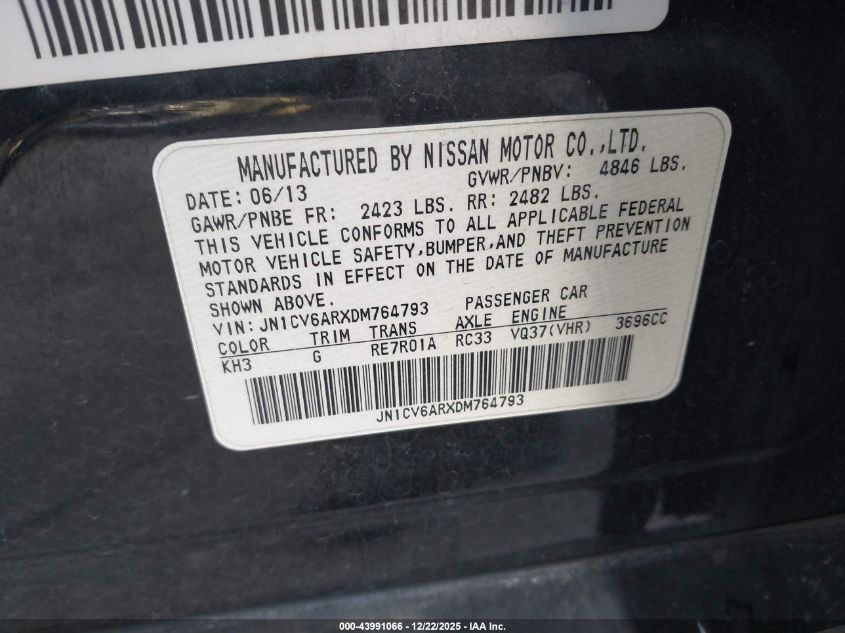 MANUFACTURED BY NISSAN MOTOR CO.,LTD.
DATE: 06/13 GVWR/PNBV: 4846 LBS.
GAWR/PNBE FR: 2423 LBS. RR: 2482 LBS.
THIS VEHICLE CONFORMS TO ALL APPLICABLE FEDERAL
MOTOR VEHICLE SAFETY,BUMPER,AND THEFT PREVENTION
STANDARDS IN EFFECT ON THE DATE OF MANUFACTURE
SHOWN ABOVE.
VIN: JN1CV6ARXDM764793 PASSENGER CAR
COLOR TRIM TRANS AXLE ENGINE
KH3 G RE7R01A RC33 VQ37(VHR) 3696CC
JN1CV6ARXDM764793
000-43991066 • 12/22/2025 • IAA Inc.